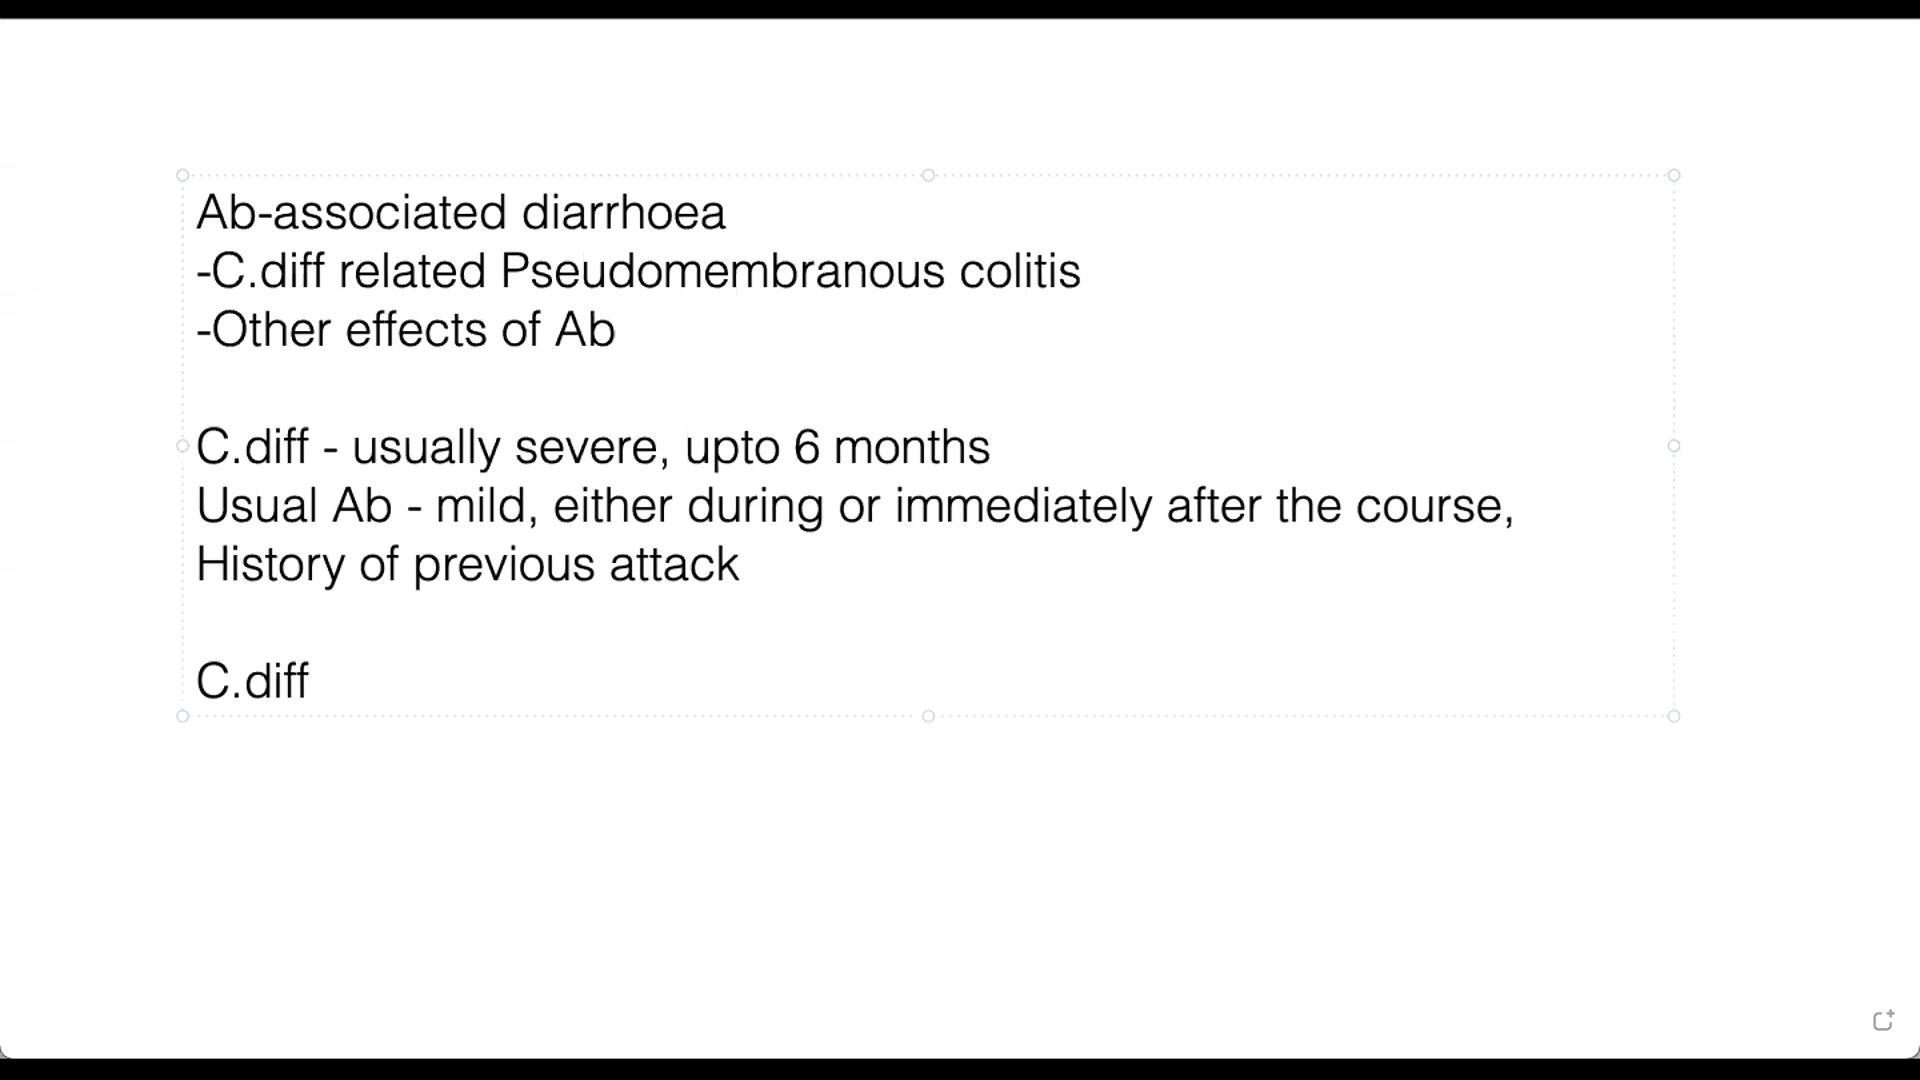 Ab-associated diarrhoea
-C.diff related Pseudomembranous colitis
-Other effects of Ab
C.diff - usually severe, upto 6 months
Usual Ab - mild, either during or immediately after the course,
History of previous attack
C.diff